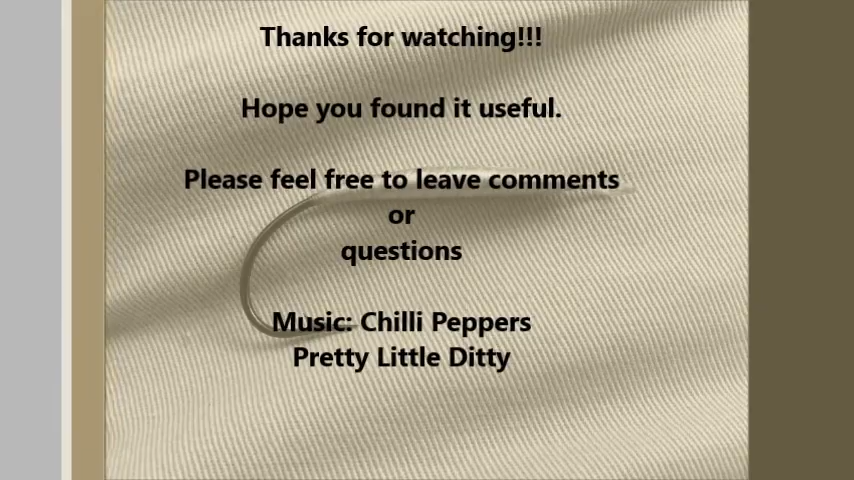 Thanks for watching!!!
Hope you found it useful.
Please feel free to leave comments
or
questions
Music: Chilli Peppers
Pretty Little Ditty